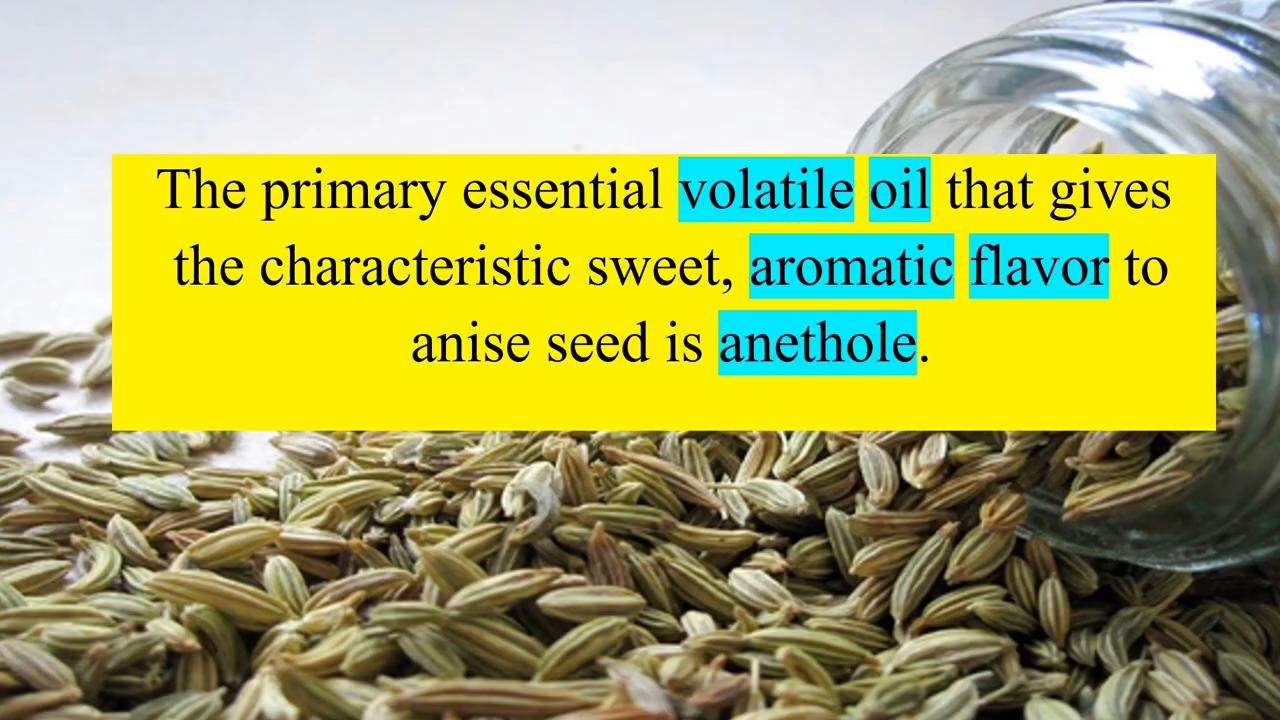 The primary essential volatile oil that gives
the characteristic sweet, aromatic flavor to
anise seed is anethole.